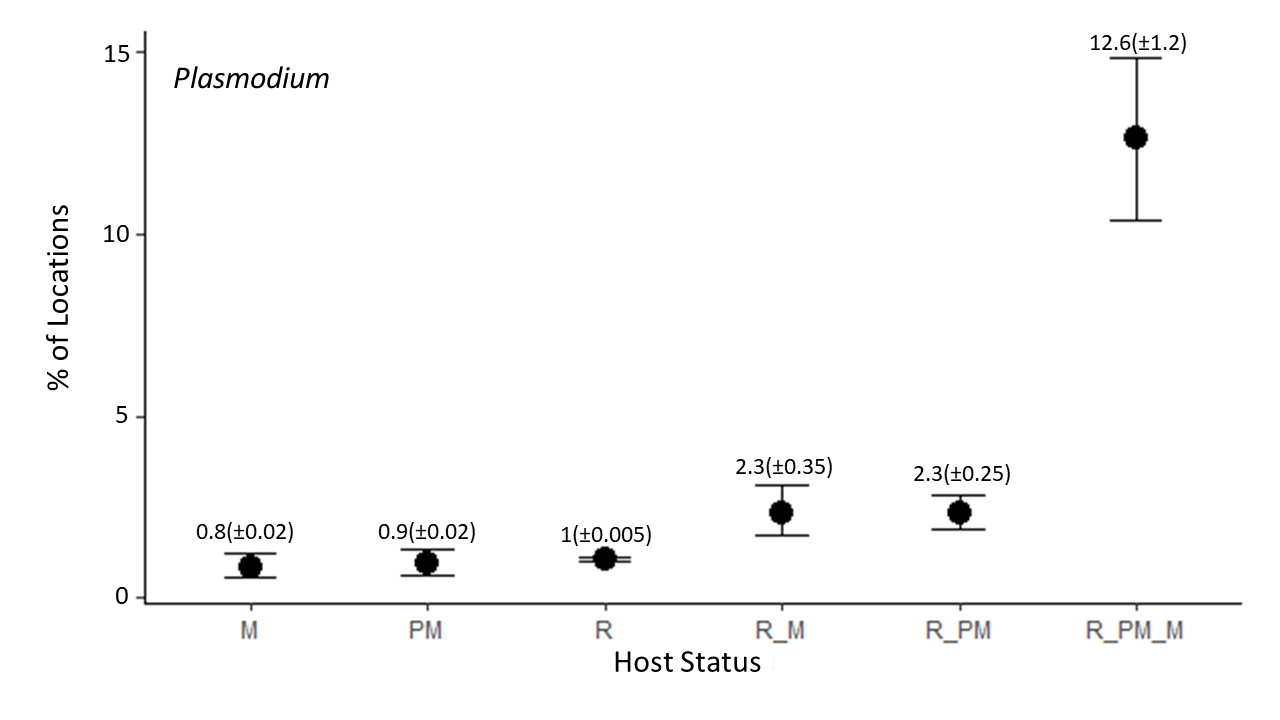 Plasmodium
% of Locations
15
10
5
0
0.8(±0.02)
0.9(±0.02)
1(±0.005)
2.3(±0.35)
2.3(±0.25)
12.6(±1.2)
M PM R R_M R_PM R_PM_M
Host Status